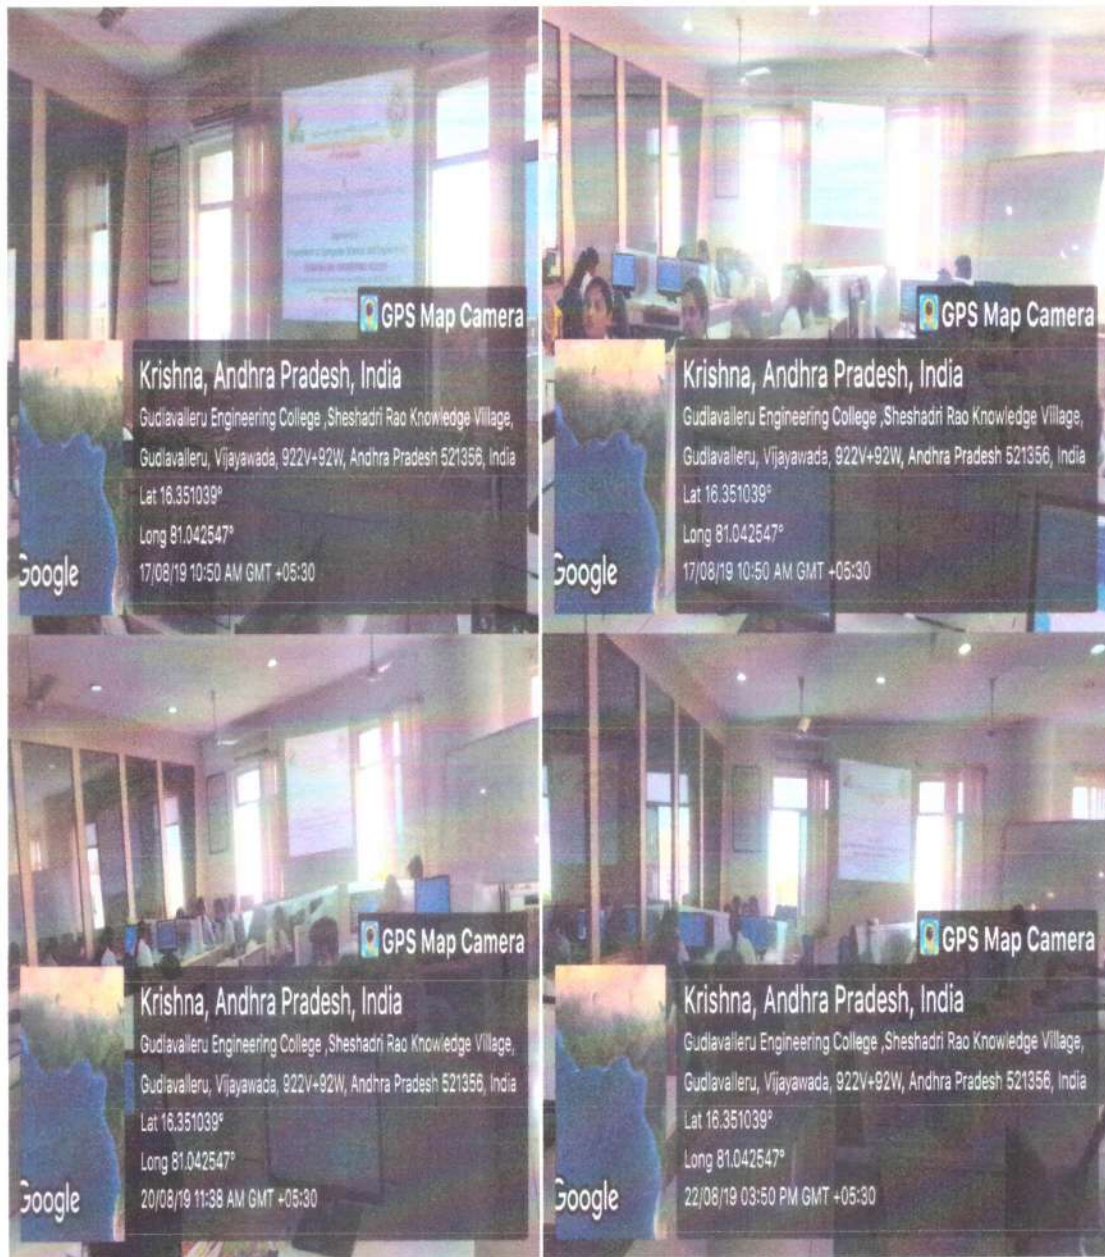 GPS Map Camera
Krishna, Andhra Pradesh, India
Gudlavalleru Engineering College ,Sheshadri Rao Knowledge Village,
Gudlavalleru, Vijayawada, 922V+92W, Andhra Pradesh 521356, India
Lat 16.351039°
Long 81.042547°
17/08/19 10:50 AM GMT +05:30
Google
GPS Map Camera
Krishna, Andhra Pradesh, India
Gudlavalleru Engineering College ,Sheshadri Rao Knowledge Village,
Gudlavalleru, Vijayawada, 922V+92W, Andhra Pradesh 521356, India
Lat 16.351039°
Long 81.042547°
17/08/19 10:50 AM GMT +05:30
Google
GPS Map Camera
Krishna, Andhra Pradesh, India
Gudlavalleru Engineering College ,Sheshadri Rao Knowledge Village,
Gudlavalleru, Vijayawada, 922V+92W, Andhra Pradesh 521356, India
Lat 16.351039°
Long 81.042547°
20/08/19 11:38 AM GMT +05:30
Google
GPS Map Camera
Krishna, Andhra Pradesh, India
Gudlavalleru Engineering College ,Sheshadri Rao Knowledge Village,
Gudlavalleru, Vijayawada, 922V+92W, Andhra Pradesh 521356, India
Lat 16.351039°
Long 81.042547°
22/08/19 03:50 PM GMT +05:30
Google